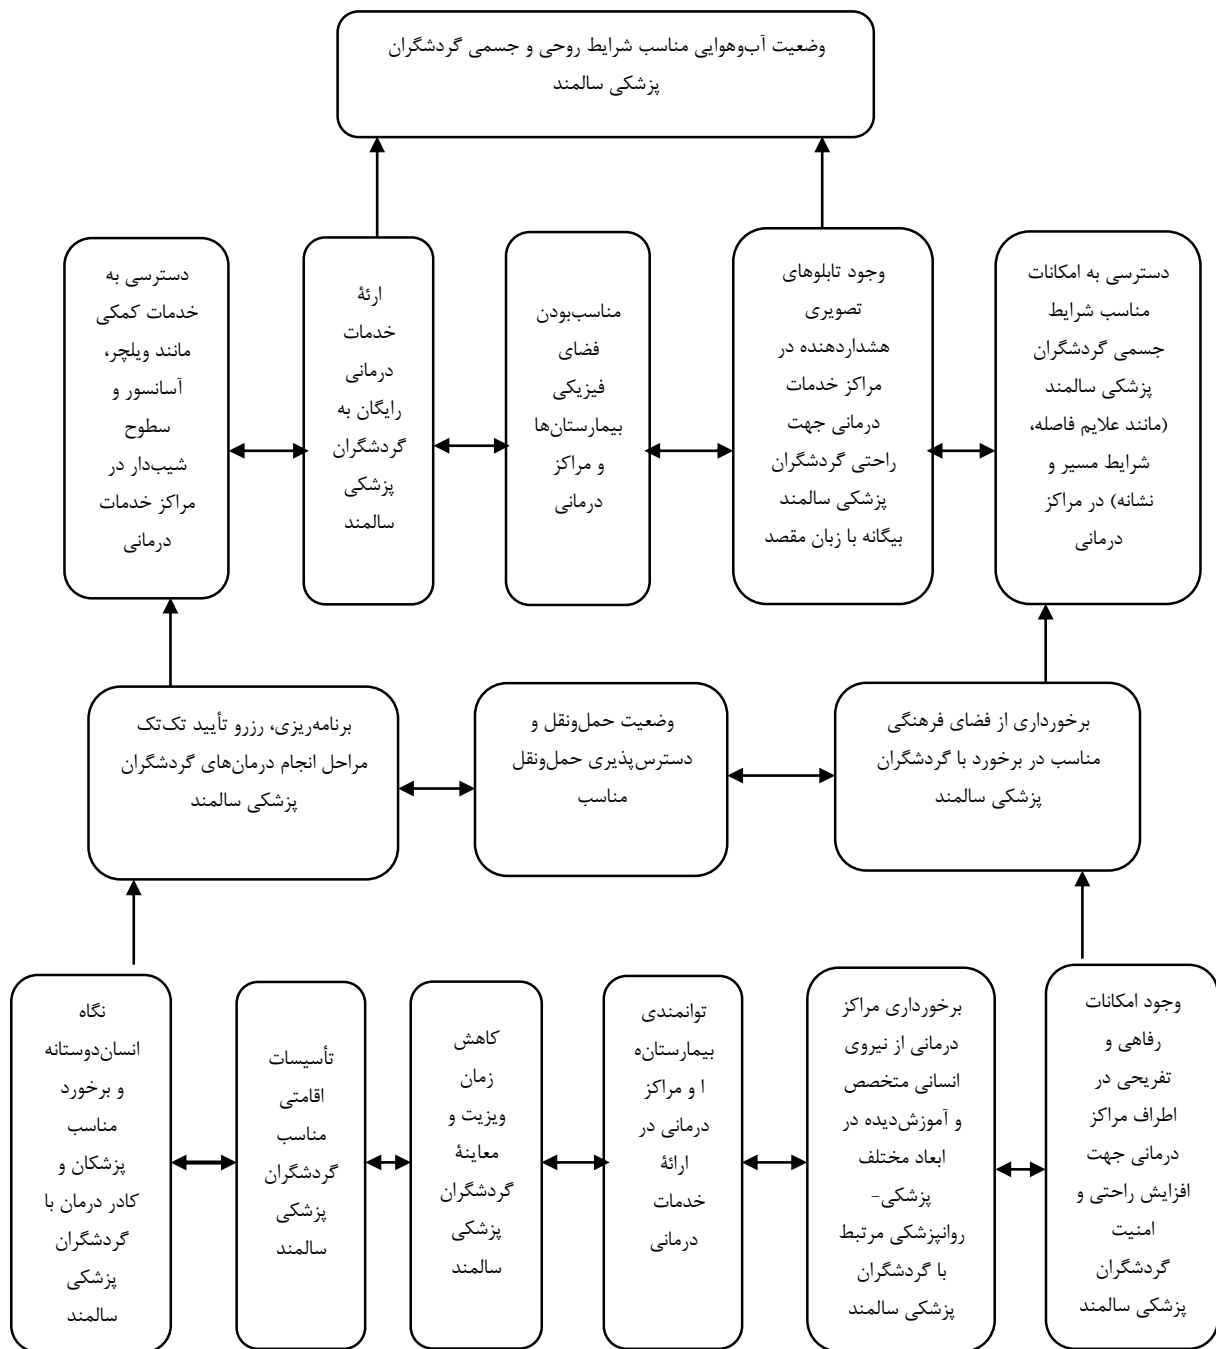 وضعیت آب‌وهوایی مناسب شرایط روحی و جسمی گردشگران
پزشکی سالمند
دسترسی به امکانات
مناسب شرایط
جسمی گردشگران
پزشکی سالمند
(مانند علایم فاصله،
شرایط مسیر و
نشانه) در مراکز
درمانی
وجود تابلوهای
تصویری
هشداردهنده در
مراکز خدمات
درمانی جهت
راحتی گردشگران
پزشکی سالمند
بیگانه با زبان مقصد
مناسب‌بودن
فضای
فیزیکی
بیمارستان‌ها
و مراکز
درمانی
ارئۀ
خدمات
درمانی
رایگان به
گردشگران
پزشکی
سالمند
دسترسی به
خدمات کمکی
مانند ویلچر،
آسانسور و
سطوح
شیب‌دار در
مراکز خدمات
درمانی
برخورداری از فضای فرهنگی
مناسب در برخورد با گردشگران
پزشکی سالمند
وضعیت حمل‌ونقل و
دسترس‌پذیری حمل‌ونقل
مناسب
برنامه‌ریزی، رزرو تأیید تک‌تک
مراحل انجام درمان‌های گردشگران
پزشکی سالمند
وجود امکانات
رفاهی و
تفریحی در
اطراف مراکز
درمانی جهت
افزایش راحتی و
امنیت
گردشگران
پزشکی سالمند
برخورداری مراکز
درمانی از نیروی
انسانی متخصص
و آموزش‌دیده در
ابعاد مختلف
پزشکی-
روانپزشکی مرتبط
با گردشگران
پزشکی سالمند
توانمندی
بیمارستان‌ه
ا و مراکز
درمانی در
ارائۀ
خدمات
درمانی
کاهش
زمان
ویزیت و
معاینۀ
گردشگران
پزشکی
سالمند
تأسیسات
اقامتی
مناسب
گردشگران
پزشکی
سالمند
نگاه
انسان‌دوستانه
و برخورد
مناسب
پزشکان و
کادر درمان با
گردشگران
پزشکی
سالمند